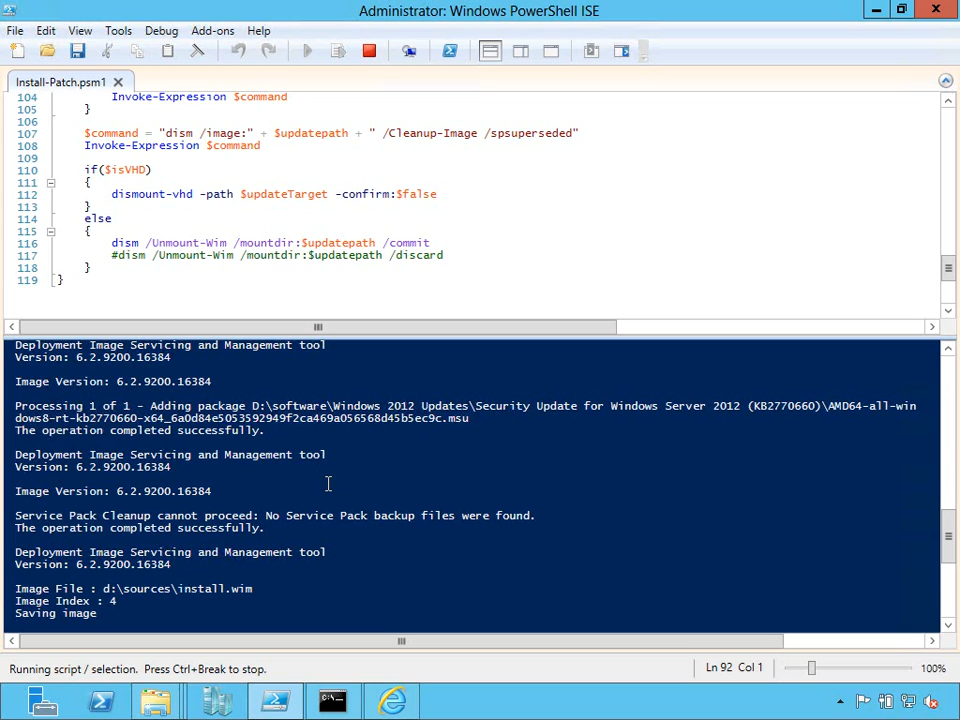 Administrator: Windows PowerShell ISE
File Edit View Tools Debug Add-ons Help
Install-Patch.psm1
104 Invoke-Expression $command
105 }
106
107 $command = "dism /image:" + $updatepath + " /Cleanup-Image /spsuperseded"
108 Invoke-Expression $command
109
110 if($isVHD)
111 {
112 dismount-vhd -path $updateTarget -confirm:$false
113 }
114 else
115 {
116 dism /Unmount-Wim /mountdir:$updatepath /commit
117 #dism /Unmount-Wim /mountdir:$updatepath /discard
118 }
119 }
Deployment Image Servicing and Management tool
Version: 6.2.9200.16384
Image Version: 6.2.9200.16384
Processing 1 of 1 - Adding package D:\software\Windows 2012 Updates\Security Update for Windows Server 2012 (KB2770660)\AMD64-all-win
dows8-rt-kb2770660-x64_6a0d84e5053592949f2ca469a056568d45b5ec9c.msu
The operation completed successfully.
Deployment Image Servicing and Management tool
Version: 6.2.9200.16384
Image Version: 6.2.9200.16384
Service Pack Cleanup cannot proceed: No Service Pack backup files were found.
The operation completed successfully.
Deployment Image Servicing and Management tool
Version: 6.2.9200.16384
Image File : d:\sources\install.wim
Image Index : 4
Saving image
Running script / selection. Press Ctrl+Break to stop.
Ln 92 Col 1
100%